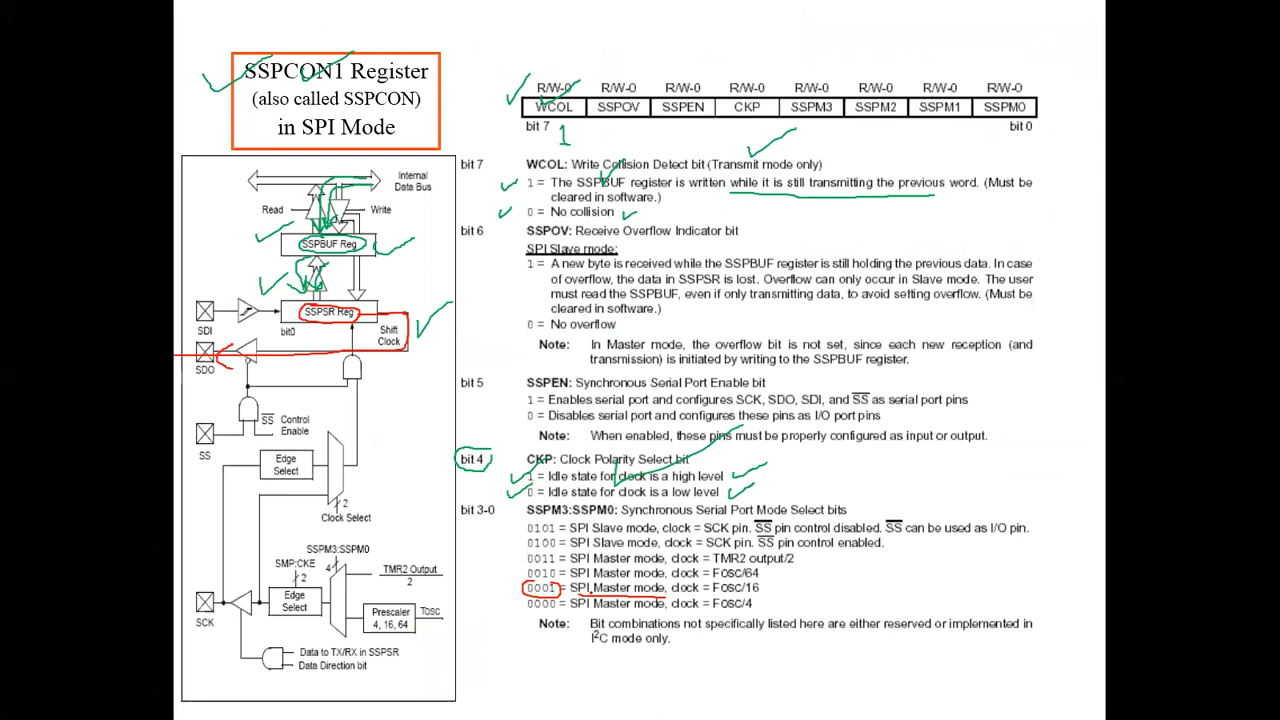 SSPCON1 Register
(also called SSPCON)
in SPI Mode
R/W-0 R/W-0 R/W-0 R/W-0 R/W-0 R/W-0 R/W-0 R/W-0
WCOL SSPOV SSPEN CKP SSPM3 SSPM2 SSPM1 SSPM0
bit 7 bit 0
1
bit 7 WCOL: Write Collision Detect bit (Transmit mode only)
1 = The SSPBUF register is written while it is still transmitting the previous word. (Must be
cleared in software.)
0 = No collision
bit 6 SSPOV: Receive Overflow Indicator bit
SPI Slave mode:
1 = A new byte is received while the SSPBUF register is still holding the previous data. In case
of overflow, the data in SSPSR is lost. Overflow can only occur in Slave mode. The user
must read the SSPBUF, even if only transmitting data, to avoid setting overflow. (Must be
cleared in software.)
0 = No overflow
Note: In Master mode, the overflow bit is not set, since each new reception (and
transmission) is initiated by writing to the SSPBUF register.
bit 5 SSPEN: Synchronous Serial Port Enable bit
1 = Enables serial port and configures SCK, SDO, SDI, and SS as serial port pins
0 = Disables serial port and configures these pins as I/O port pins
Note: When enabled, these pins must be properly configured as input or output.
bit 4 CKP: Clock Polarity Select bit
1 = Idle state for clock is a high level
0 = Idle state for clock is a low level
bit 3-0 SSPM3:SSPM0: Synchronous Serial Port Mode Select bits
0101 = SPI Slave mode, clock = SCK pin. SS pin control disabled. SS can be used as I/O pin.
0100 = SPI Slave mode, clock = SCK pin. SS pin control enabled.
0011 = SPI Master mode, clock = TMR2 output/2
0010 = SPI Master mode, clock = FOSC/64
0001 = SPI Master mode, clock = FOSC/16
0000 = SPI Master mode, clock = FOSC/4
Note: Bit combinations not specifically listed here are either reserved or implemented in
I2C mode only.
Internal
Data Bus
Read Write
SSPBUF Reg
SSPSR Reg
SDI bit0 Shift
Clock
SDO
SS Control
Enable
SS
Edge
Select
2
Clock Select
SSPM3:SSPM0
SMP:CKE 4
2
TMR2 Output
2
Edge
Select
Prescaler
4, 16, 64
TOSC
SCK
Data to TX/RX in SSPSR
Data Direction bit